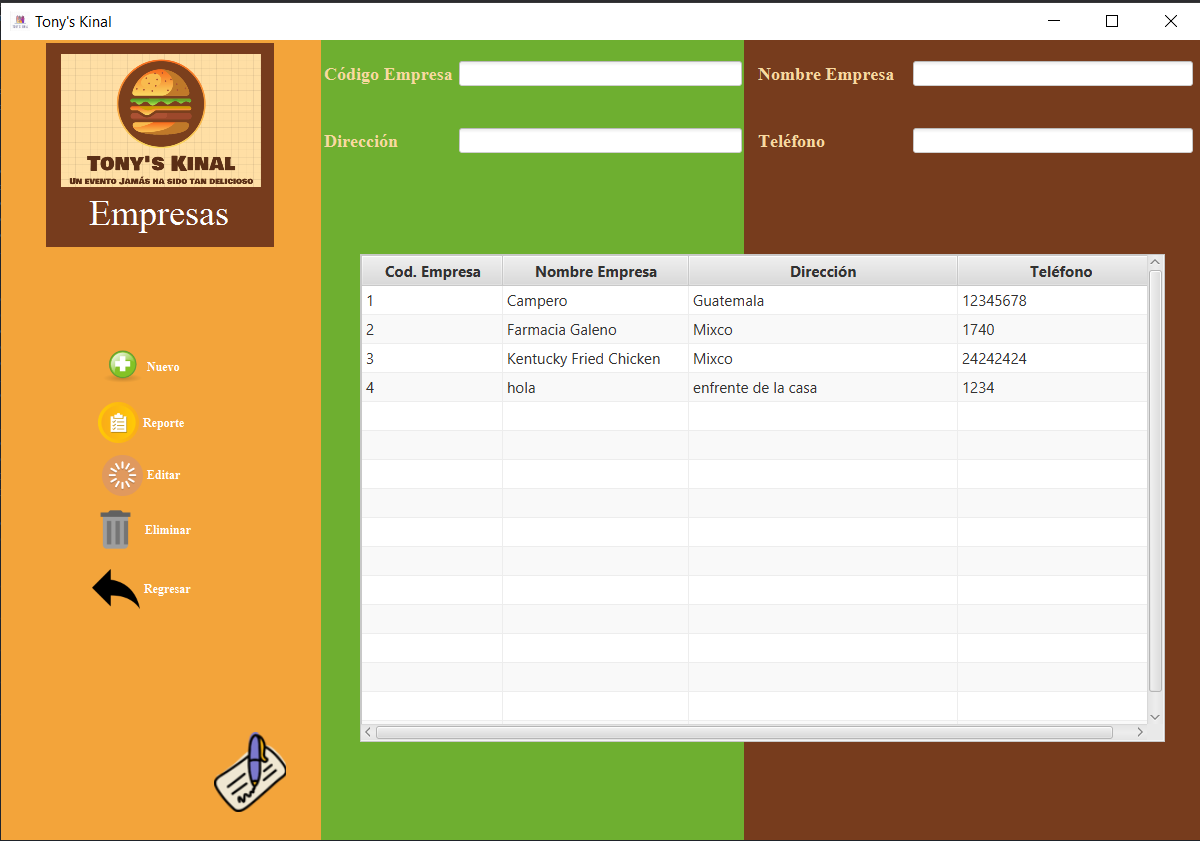 Tony's Kinal
Tony's Kinal
Un evento Jamás ha sido tan delicioso
Empresas
Nuevo
Reporte
Editar
Eliminar
Regresar
Código Empresa
Nombre Empresa
Dirección
Teléfono
Cod. Empresa Nombre Empresa Dirección Teléfono
1 Campero Guatemala 12345678
2 Farmacia Galeno Mixco 1740
3 Kentucky Fried Chicken Mixco 24242424
4 hola enfrente de la casa 1234